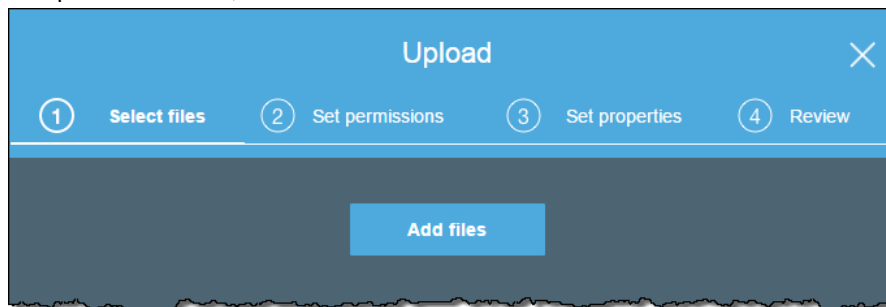 Upload
1 Select files 2 Set permissions 3 Set properties 4 Review
Add files